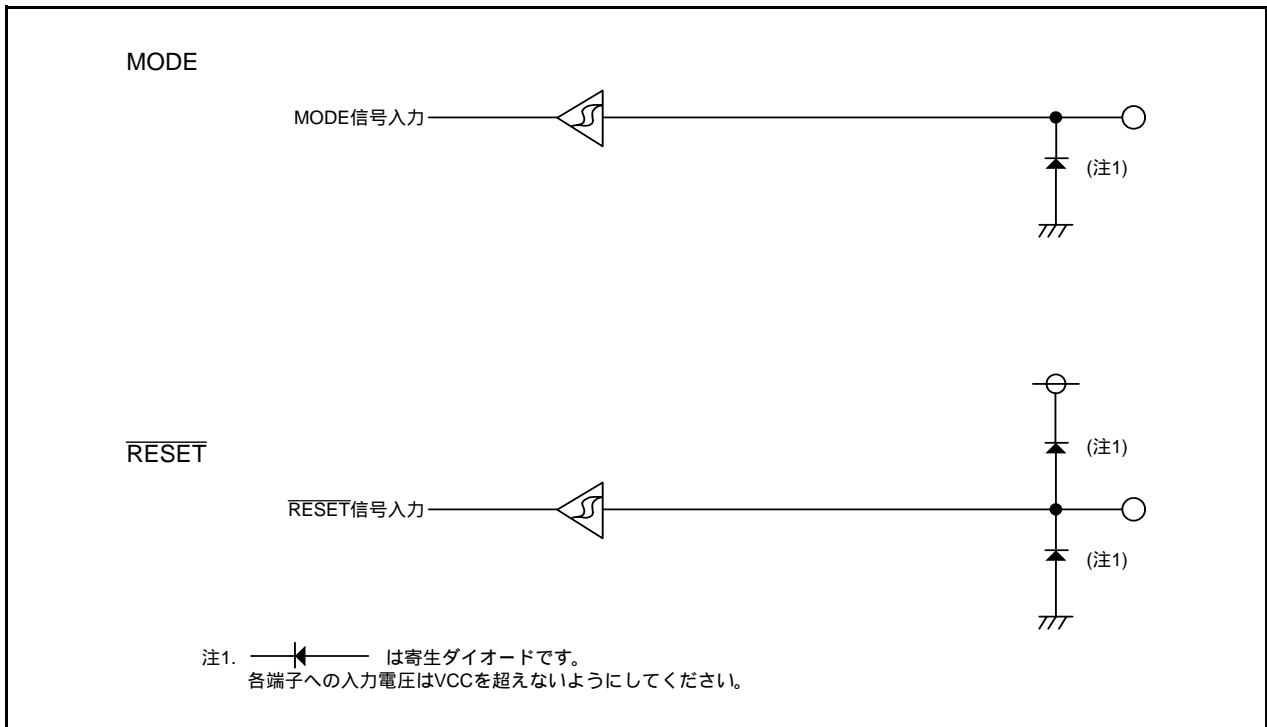 MODE
MODE信号入力
(注1)
(注1)
RESET
RESET信号入力
(注1)
注1. は寄生ダイオードです。
各端子への入力電圧はVCCを超えないようにしてください。